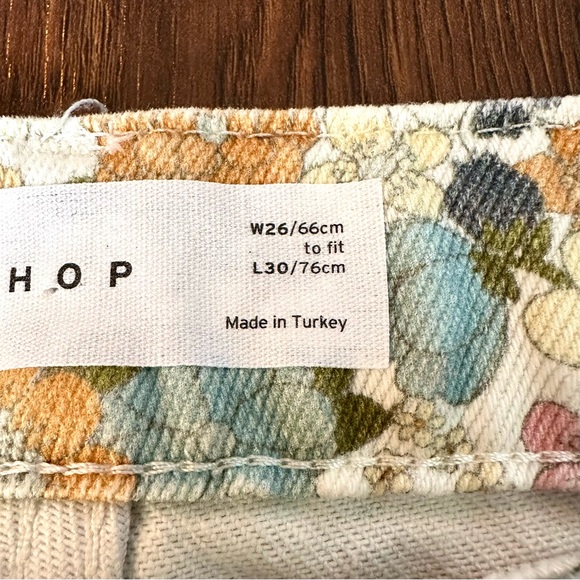 HOP
W26/66cm
to fit
L30/76cm
Made in Turkey